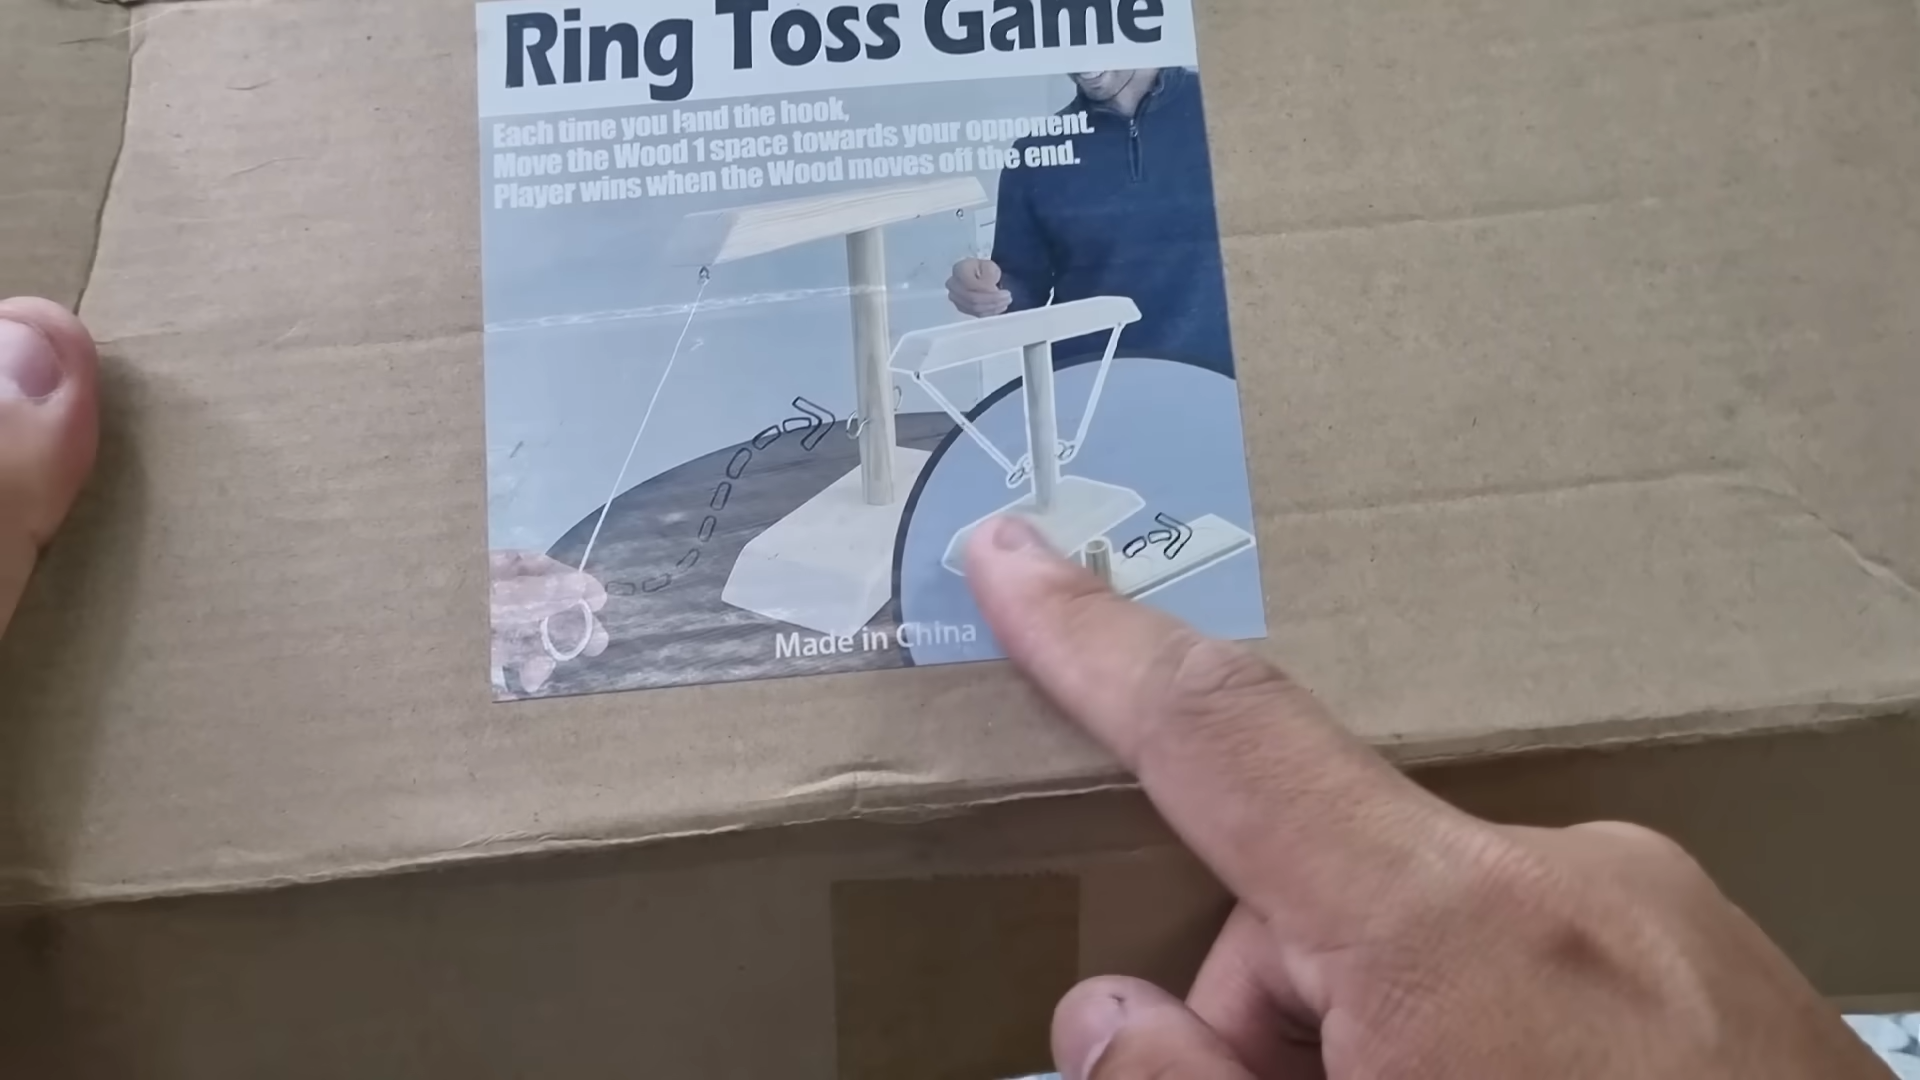 Ring Toss Game
Each time you land the hook,
Move the Wood 1 space towards your opponent.
Player wins when the Wood moves off the end.
Made in China